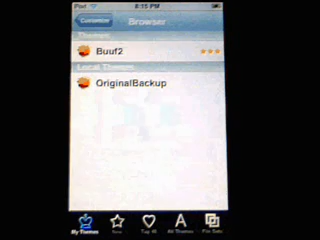 iPod 8:15 PM
Customize Browser
Themes
Buuf2
Local Themes
OriginalBackup
My Themes New Top 40 All Themes File Sets